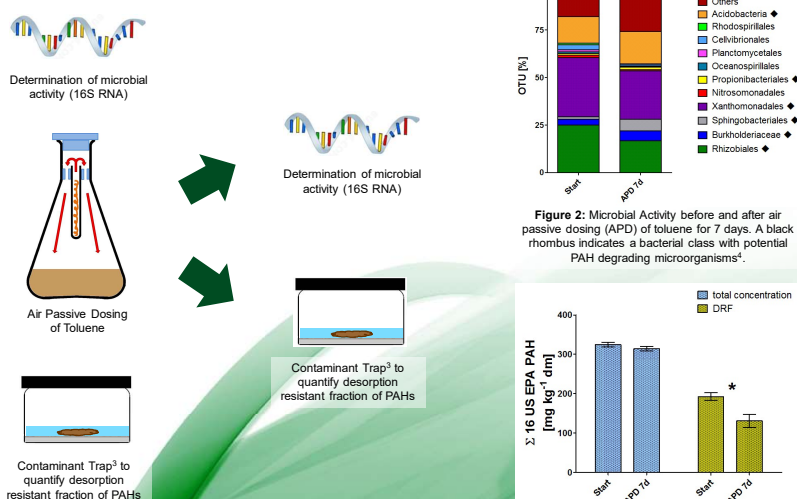 Determination of microbial
activity (16S RNA)
Air Passive Dosing
of Toluene
Contaminant Trap3 to
quantify desorption
resistant fraction of PAHs
Determination of microbial
activity (16S RNA)
Contaminant Trap3 to
quantify desorption
resistant fraction of PAHs
OTU [%]
75
50
25
0
Start
APD 7d
Others
Acidobacteria ◆
Rhodospirillales
Cellvibrionales
Planctomycetales
Oceanospirillales
Propionibacteriales ◆
Nitrosomonadales
Xanthomonadales ◆
Sphingobacteriales ◆
Burkholderiaceae ◆
Rhizobiales ◆
Figure 2: Microbial Activity before and after air
passive dosing (APD) of toluene for 7 days. A black
rhombus indicates a bacterial class with potential
PAH degrading microorganisms4.
total concentration
DRF
Σ 16 US EPA PAH
[mg kg-1 dm]
400
300
200
100
0
*
Start
APD 7d
Start
APD 7d